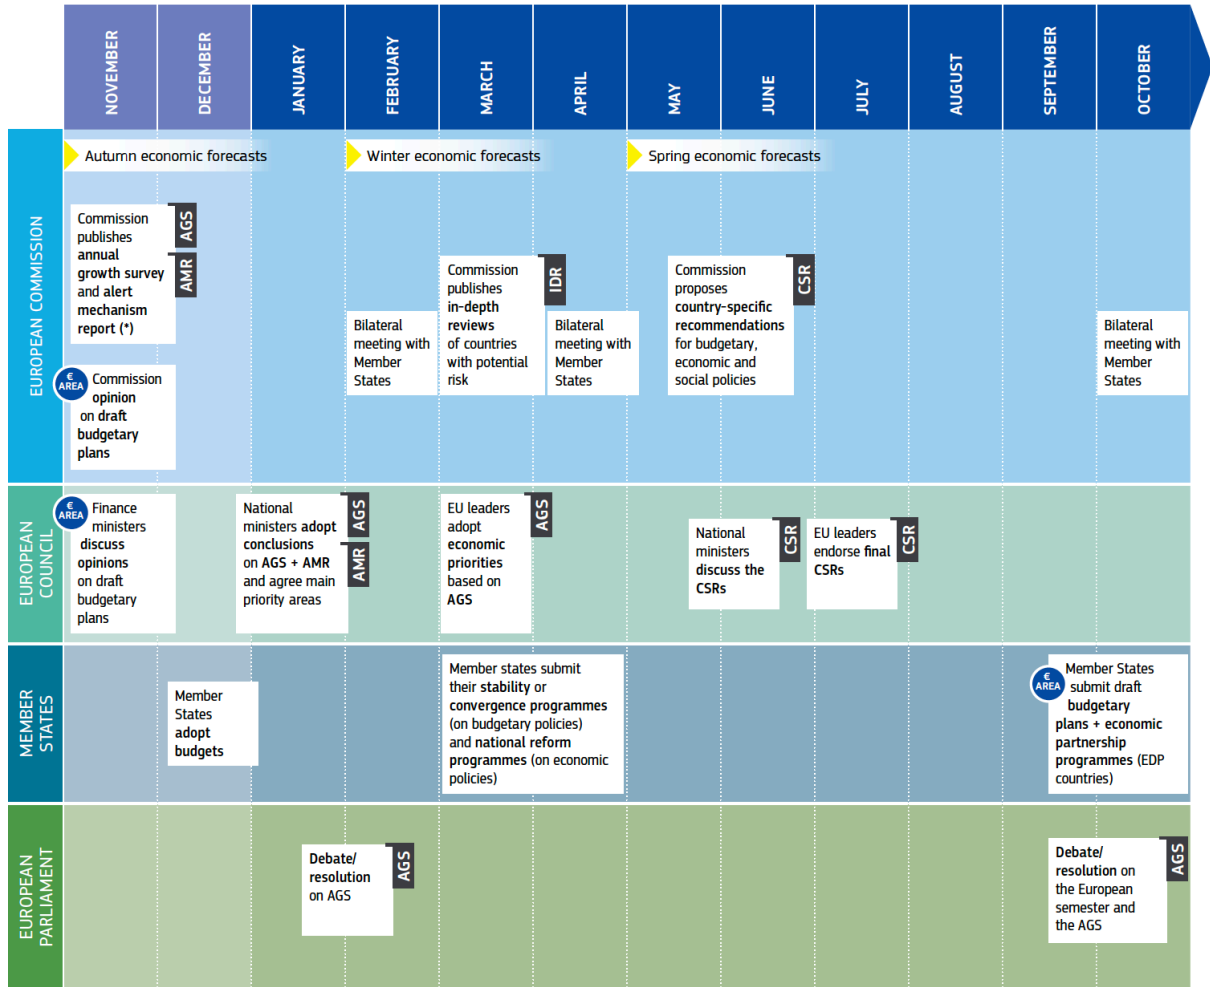 NOVEMBER
DECEMBER
JANUARY
FEBRUARY
MARCH
APRIL
MAY
JUNE
JULY
AUGUST
SEPTEMBER
OCTOBER
EUROPEAN COMMISSION
Autumn economic forecasts
Winter economic forecasts
Spring economic forecasts
Commission
publishes
annual
growth survey
and alert
mechanism
report (*)
AGS
AMR
€
AREA
Commission
opinion
on draft
budgetary
plans
Bilateral
meeting with
Member
States
Commission
publishes
in-depth
reviews
of countries
with potential
risk
IDR
Bilateral
meeting with
Member
States
Commission
proposes
country-specific
recommendations
for budgetary,
economic and
social policies
CSR
Bilateral
meeting with
Member
States
EUROPEAN
COUNCIL
€
AREA
Finance
ministers
discuss
opinions
on draft
budgetary
plans
National
ministers adopt
conclusions
on AGS + AMR
and agree main
priority areas
AGS
AMR
EU leaders
adopt
economic
priorities
based on
AGS
AGS
National
ministers
discuss the
CSRs
CSR
EU leaders
endorse final
CSRs
CSR
MEMBER
STATES
Member
States
adopt
budgets
Member states submit
their stability or
convergence programmes
(on budgetary policies)
and national reform
programmes (on economic
policies)
€
AREA
Member States
submit draft
budgetary
plans + economic
partnership
programmes (EDP
countries)
EUROPEAN
PARLIAMENT
Debate/
resolution
on AGS
AGS
Debate/
resolution on
the European
semester and
the AGS
AGS